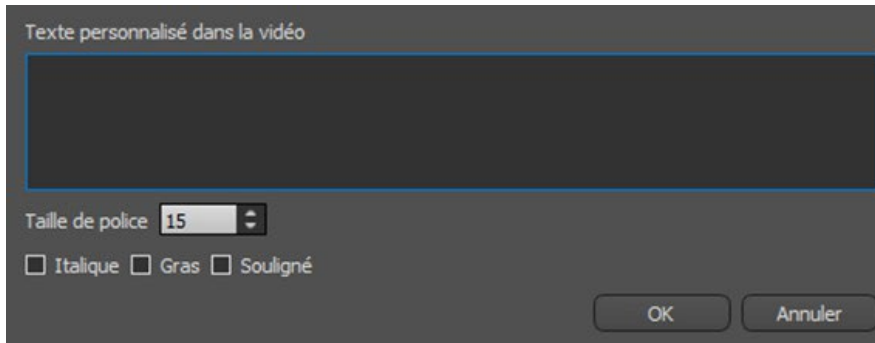 Texte personnalisé dans la vidéo
Taille de police 15
Italique Gras Souligné
OK Annuler